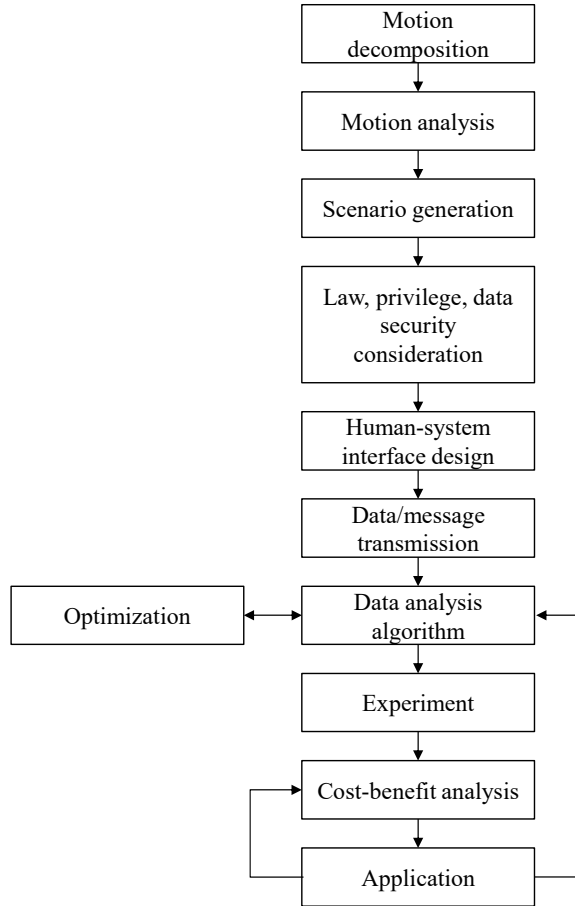 Motion
decomposition
Motion analysis
Scenario generation
Law, privilege, data
security
consideration
Human-system
interface design
Data/message
transmission
Optimization
Data analysis
algorithm
Experiment
Cost-benefit analysis
Application